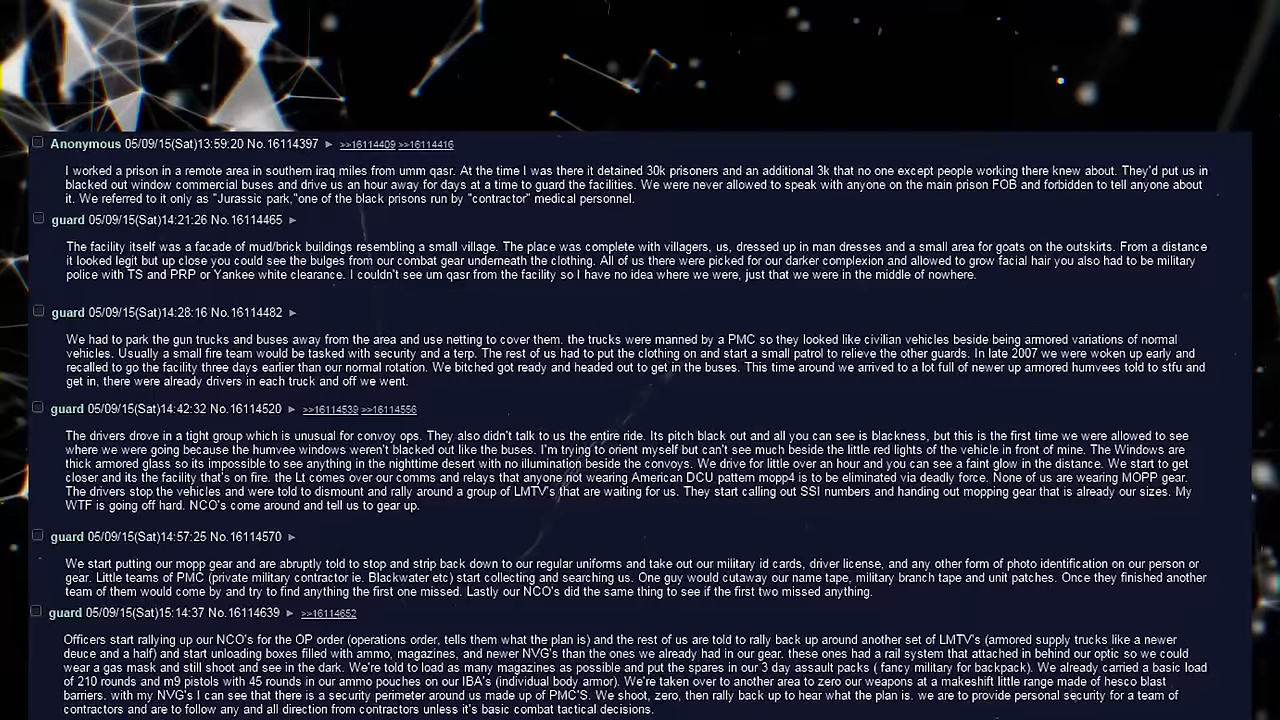 Anonymous 05/09/15(Sat)13:59:20 No.16114397 ▶ >>16114409 >>16114416
I worked a prison in a remote area in southern iraq miles from umm qasr. At the time I was there it detained 30k prisoners and an additional 3k that no one except people working there knew about. They'd put us in
blacked out window commercial buses and drive us an hour away for days at a time to guard the facilities. We were never allowed to speak with anyone on the main prison FOB and forbidden to tell anyone about
it. We referred to it only as "Jurassic park,"one of the black prisons run by "contractor" medical personnel.
guard 05/09/15(Sat)14:21:26 No.16114465 ▶
The facility itself was a facade of mud/brick buildings resembling a small village. The place was complete with villagers, us, dressed up in man dresses and a small area for goats on the outskirts. From a distance
it looked legit but up close you could see the bulges from our combat gear underneath the clothing. All of us there were picked for our darker complexion and allowed to grow facial hair you also had to be military
police with TS and PRP or Yankee white clearance. I couldn't see um qasr from the facility so I have no idea where we were, just that we were in the middle of nowhere.
guard 05/09/15(Sat)14:28:16 No.16114482 ▶
We had to park the gun trucks and buses away from the area and use netting to cover them. the trucks were manned by a PMC so they looked like civilian vehicles beside being armored variations of normal
vehicles. Usually a small fire team would be tasked with security and a terp. The rest of us had to put the clothing on and start a small patrol to relieve the other guards. In late 2007 we were woken up early and
recalled to go the facility three days earlier than our normal rotation. We bitched got ready and headed out to get in the buses. This time around we arrived to a lot full of newer up armored humvees told to stfu and
get in, there were already drivers in each truck and off we went.
guard 05/09/15(Sat)14:42:32 No.16114520 ▶ >>16114539 >>16114556
The drivers drove in a tight group which is unusual for convoy ops. They also didn't talk to us the entire ride. Its pitch black out and all you can see is blackness, but this is the first time we were allowed to see
where we were going because the humvee windows weren't blacked out like the buses. I'm trying to orient myself but can't see much beside the little red lights of the vehicle in front of mine. The Windows are
thick armored glass so its impossible to see anything in the nighttime desert with no illumination beside the convoys. We drive for little over an hour and you can see a faint glow in the distance. We start to get
closer and its the facility that's on fire. the Lt comes over our comms and relays that anyone not wearing American DCU pattern mopp4 is to be eliminated via deadly force. None of us are wearing MOPP gear.
The drivers stop the vehicles and were told to dismount and rally around a group of LMTV's that are waiting for us. They start calling out SSI numbers and handing out mopping gear that is already our sizes. My
WTF is going off hard. NCO's come around and tell us to gear up.
guard 05/09/15(Sat)14:57:25 No.16114570 ▶
We start putting our mopp gear and are abruptly told to stop and strip back down to our regular uniforms and take out our military id cards, driver license, and any other form of photo identification on our person or
gear. Little teams of PMC (private military contractor ie. Blackwater etc) start collecting and searching us. One guy would cutaway our name tape, military branch tape and unit patches. Once they finished another
team of them would come by and try to find anything the first one missed. Lastly our NCO's did the same thing to see if the first two missed anything.
guard 05/09/15(Sat)15:14:37 No.16114639 ▶ >>16114652
Officers start rallying up our NCO's for the OP order (operations order, tells them what the plan is) and the rest of us are told to rally back up around another set of LMTV's (armored supply trucks like a newer
deuce and a half) and start unloading boxes filled with ammo, magazines, and newer NVG's than the ones we already had in our gear. these ones had a rail system that attached in behind our optic so we could
wear a gas mask and still shoot and see in the dark. We're told to load as many magazines as possible and put the spares in our 3 day assault packs ( fancy military for backpack). We already carried a basic load
of 210 rounds and m9 pistols with 45 rounds in our ammo pouches on our IBA's (individual body armor). We're taken over to another area to zero our weapons at a makeshift little range made of hesco blast
barriers. with my NVG's I can see that there is a security perimeter around us made up of PMC'S. We shoot, zero, then rally back up to hear what the plan is. we are to provide personal security for a team of
contractors and are to follow any and all direction from contractors unless it's basic combat tactical decisions.